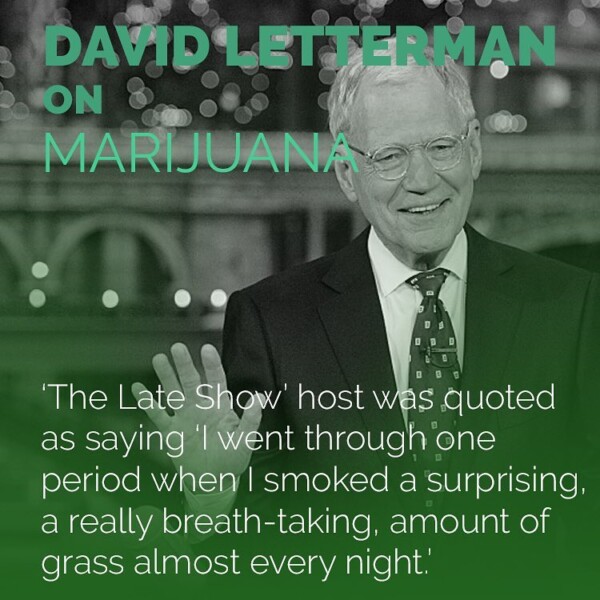 DAVID LETTERMAN
ON
MARIJUANA
‘The Late Show’ host was quoted
as saying ‘I went through one
period when I smoked a surprising,
a really breath-taking, amount of
grass almost every night.’